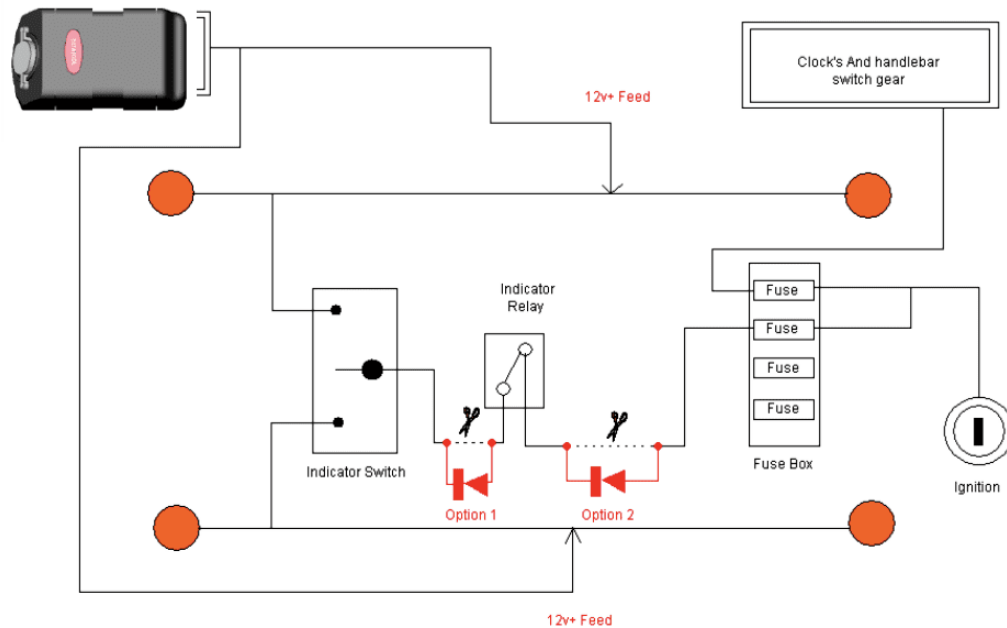 12v+ Feed
Clock's And handlebar
switch gear
Indicator
Relay
Fuse
Fuse
Fuse
Fuse
Indicator Switch
Option 1
Option 2
Fuse Box
Ignition
12v+ Feed